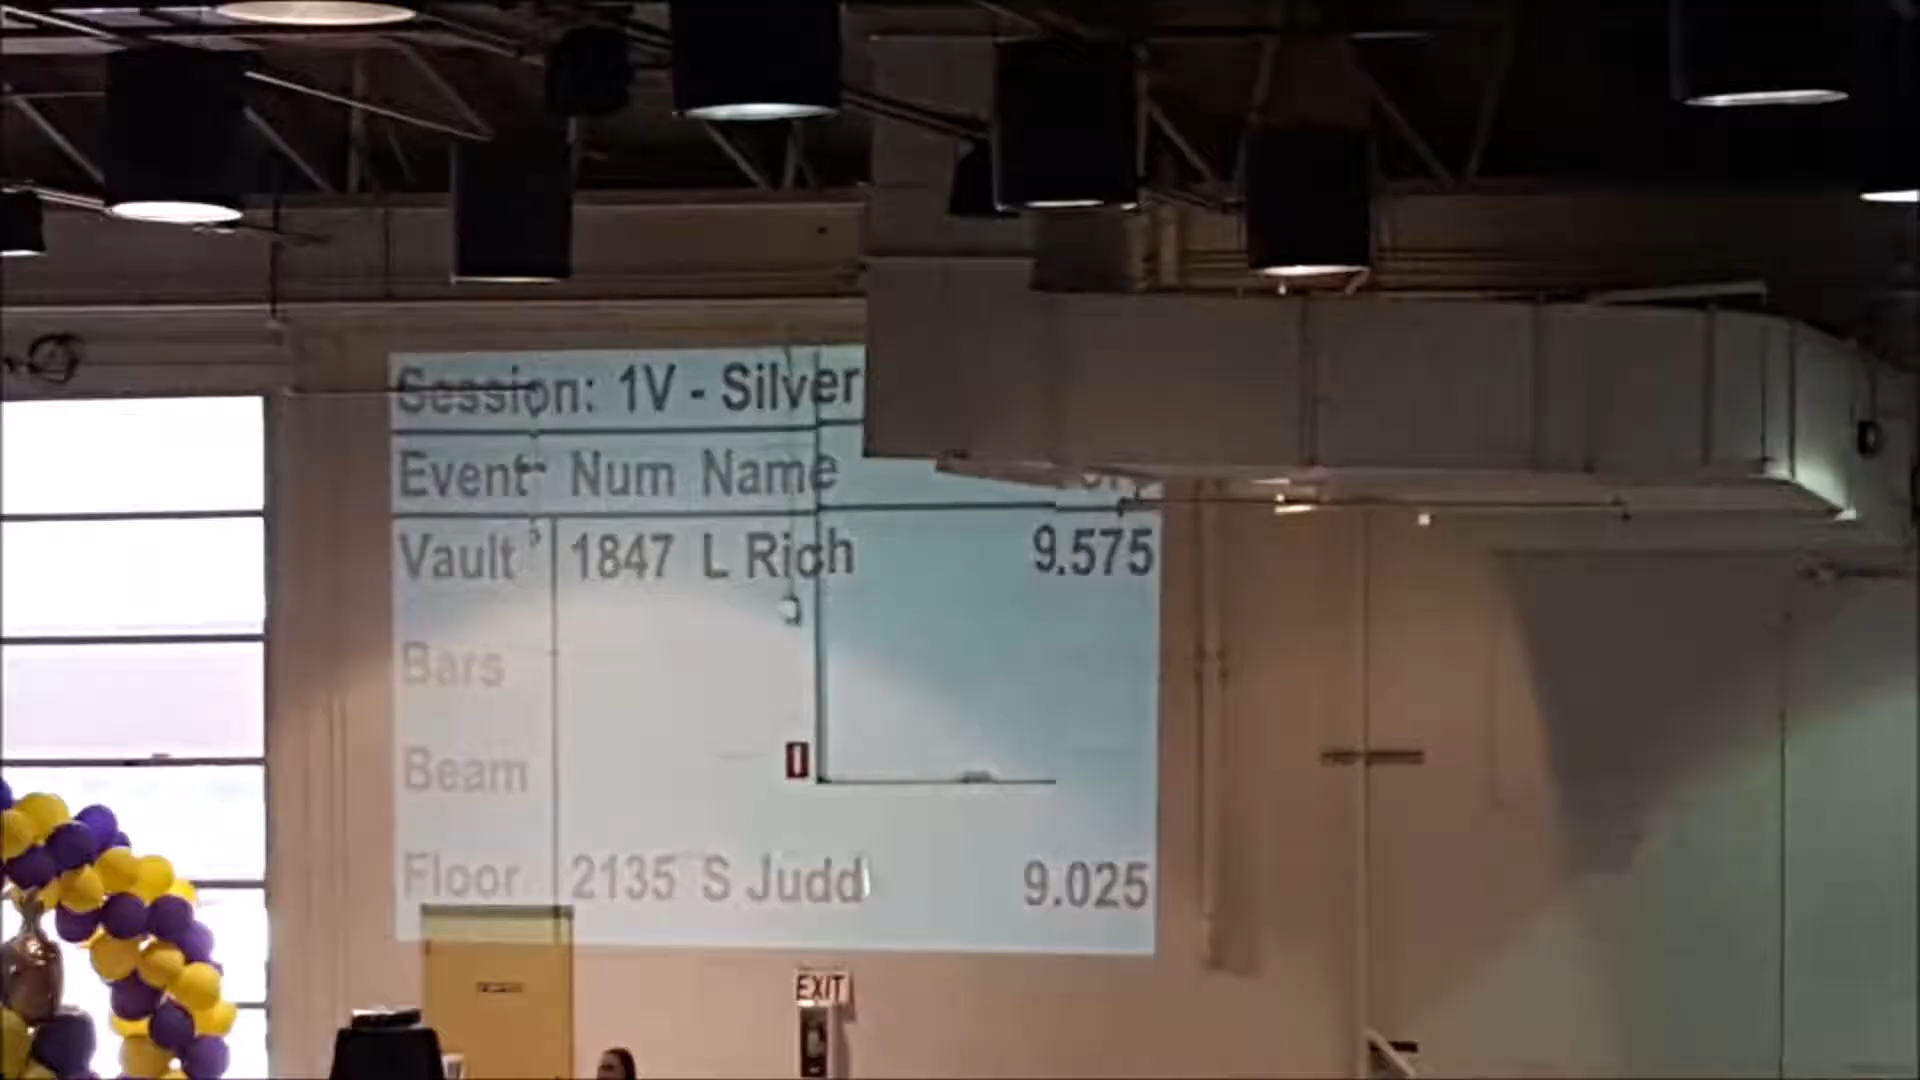 Session: 1V - Silver
Event Num Name
Vault 1847 L Rich 9.575
Bars
Beam
Floor 2135 S Judd 9.025
EXIT